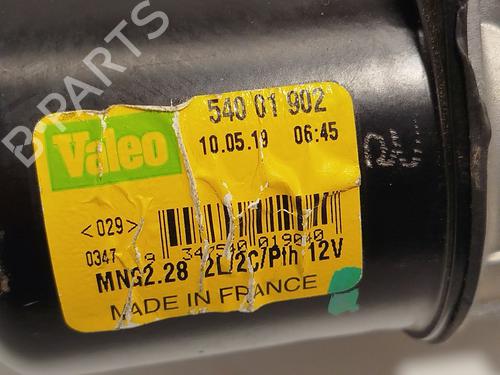 B-PARTS
Valeo
540 01 902
10.05.19 06:45
<029>
0347
MNG2.28 2L/2C/Pth 12V
MADE IN FRANCE